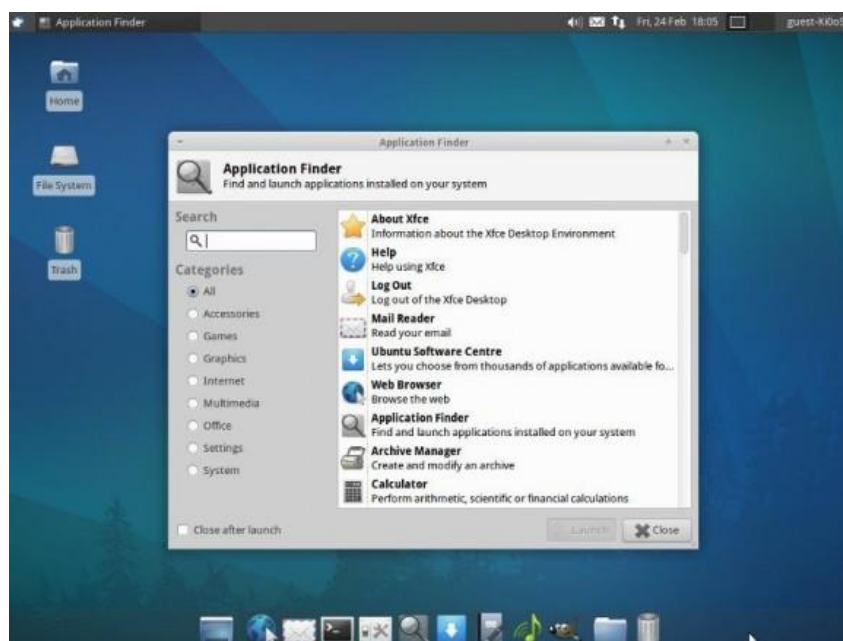 Application Finder
Fri, 24 Feb 18:05
Home
File System
Trash
Application Finder
Application Finder
Find and launch applications installed on your system
Search
Categories
All
Accessories
Games
Graphics
Internet
Multimedia
Office
Settings
System
About Xfce
Information about the Xfce Desktop Environment
Help
Help using Xfce
Log Out
Log out of the Xfce Desktop
Mail Reader
Read your email
Ubuntu Software Centre
Lets you choose from thousands of applications available fo...
Web Browser
Browse the web
Application Finder
Find and launch applications installed on your system
Archive Manager
Create and modify an archive
Calculator
Perform arithmetic, scientific or financial calculations
Close after launch
Launch
Close